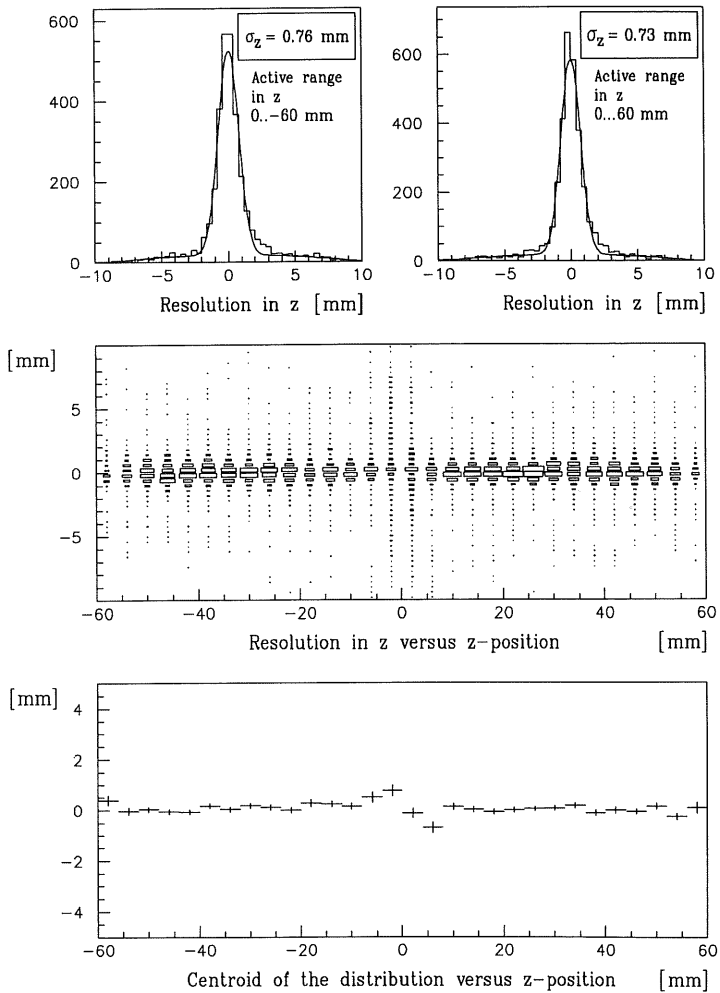 600
400
200
0
−10
−5
0
5
10
σz = 0.76 mm
Active range
in z
0..−60 mm
Resolution in z [mm]
600
400
200
0
−10
−5
0
5
10
σz = 0.73 mm
Active range
in z
0...60 mm
Resolution in z [mm]
[mm]
5
0
−5
−60
−40
−20
0
20
40
60
Resolution in z versus z−position [mm]
[mm]
4
2
0
−2
−4
−60
−40
−20
0
20
40
60
Centroid of the distribution versus z−position [mm]